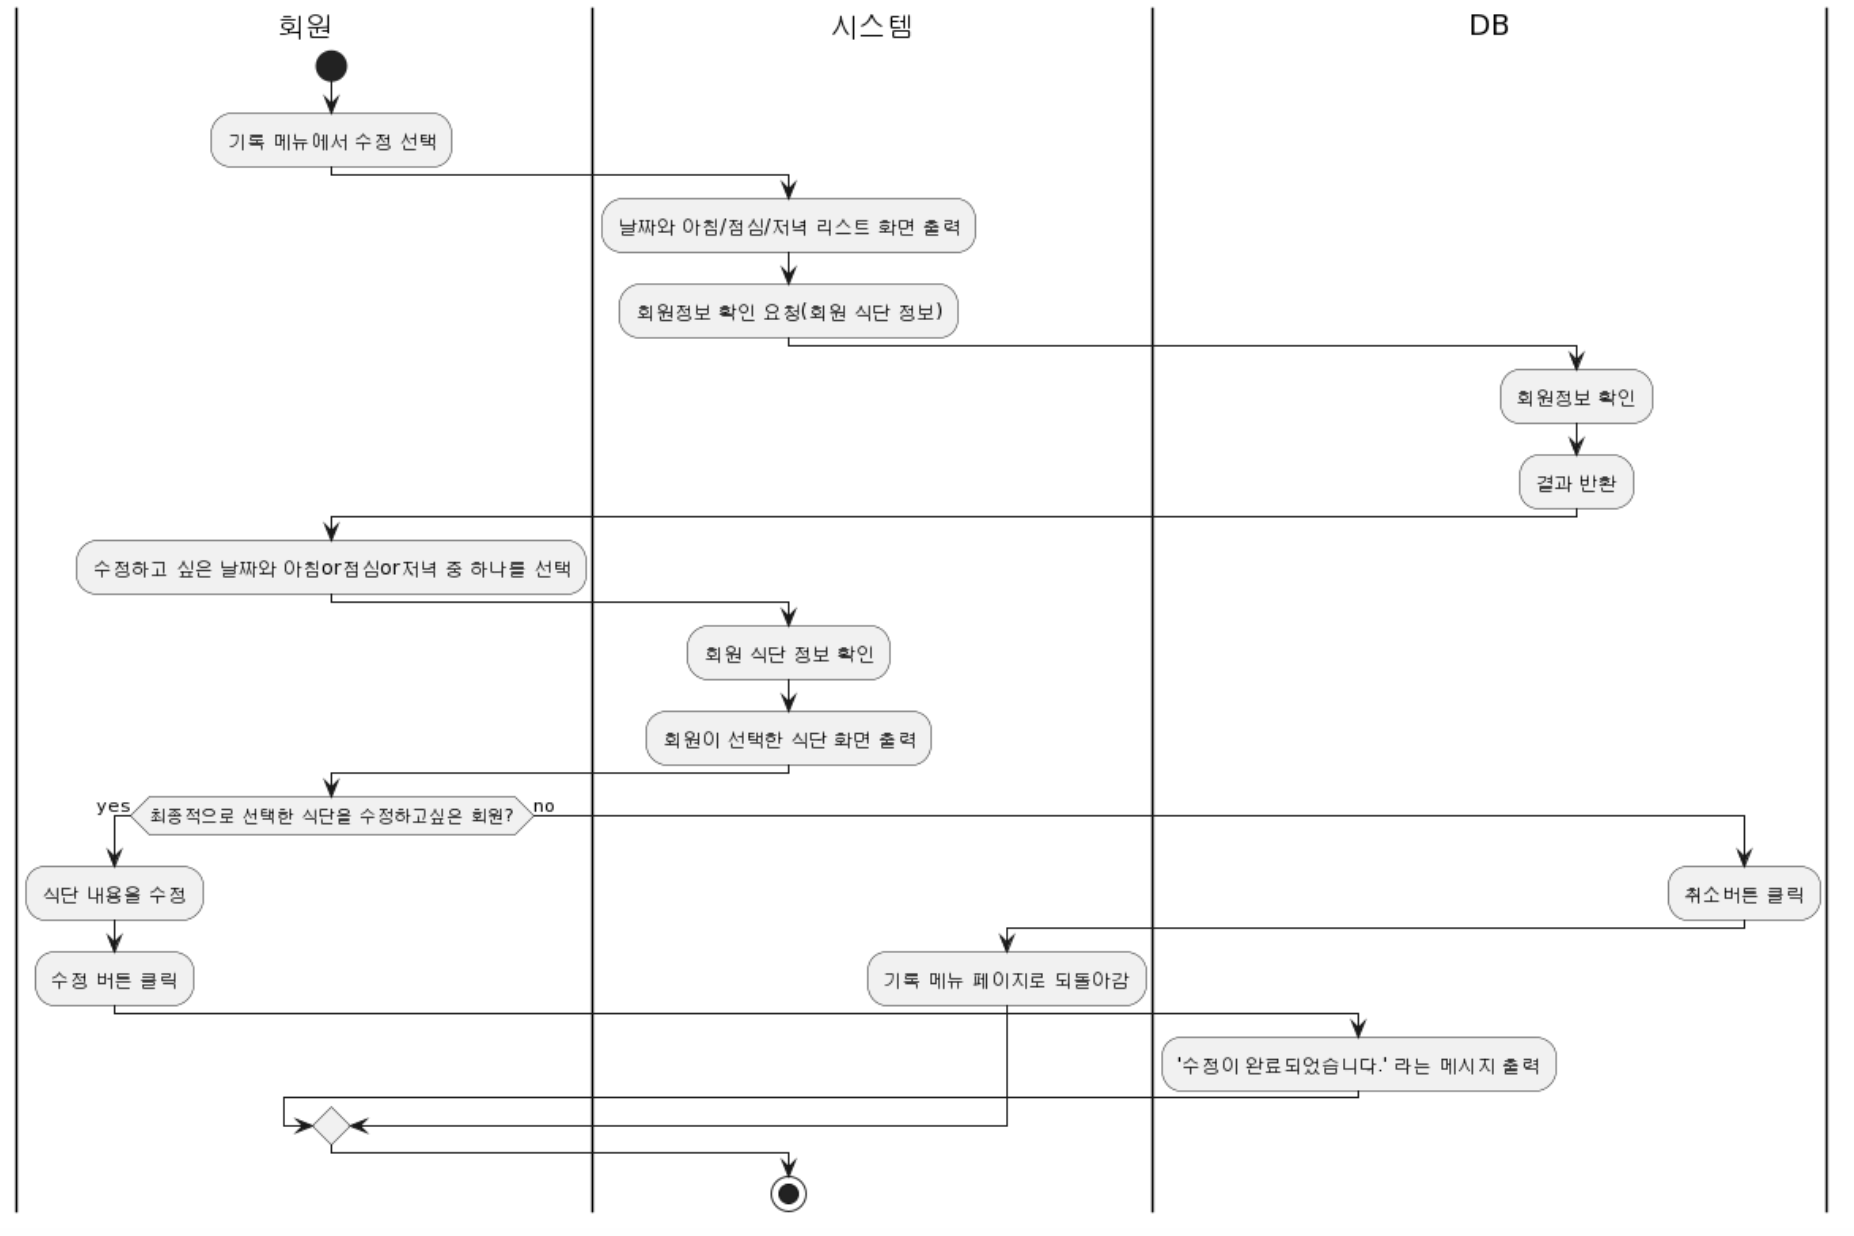 회원
시스템
DB
기록 메뉴에서 수정 선택
날짜와 아침/점심/저녁 리스트 화면 출력
회원정보 확인 요청(회원 식단 정보)
회원정보 확인
결과 반환
수정하고 싶은 날짜와 아침or점심or저녁 중 하나를 선택
회원 식단 정보 확인
회원이 선택한 식단 화면 출력
yes
최종적으로 선택한 식단을 수정하고싶은 회원?
no
식단 내용을 수정
취소버튼 클릭
수정 버튼 클릭
기록 메뉴 페이지로 되돌아감
'수정이 완료되었습니다.' 라는 메시지 출력